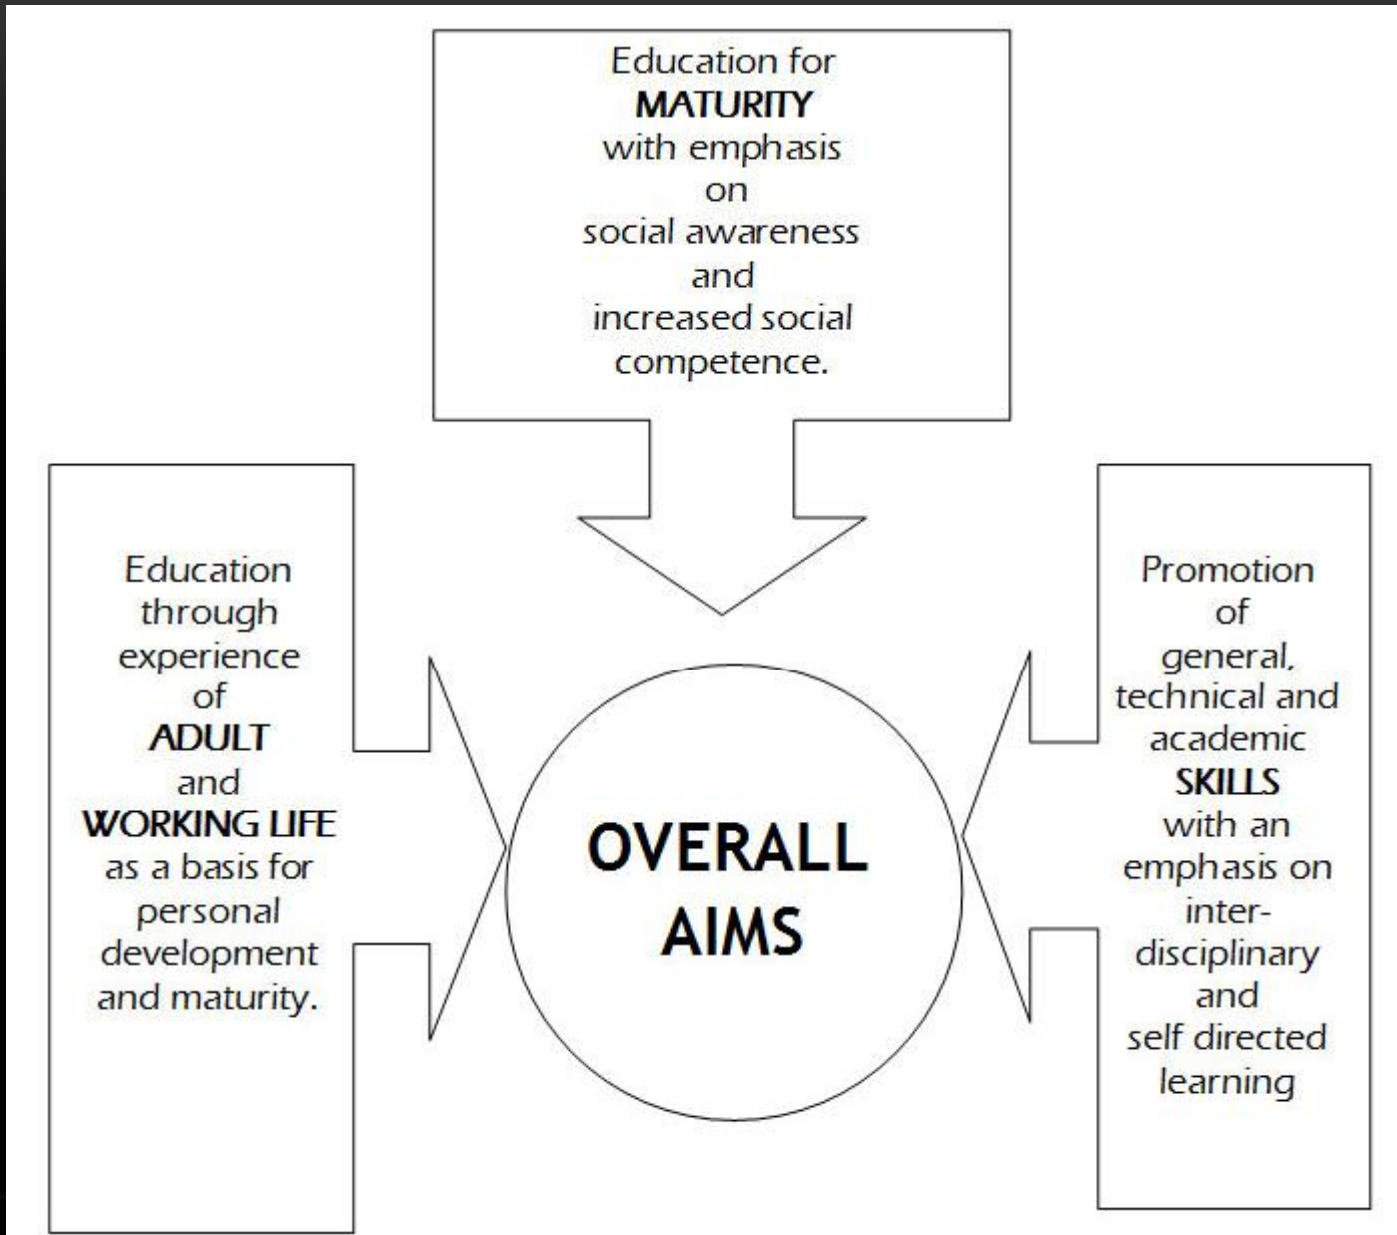 Education for
MATURITY
with emphasis
on
social awareness
and
increased social
competence.
Education
through
experience
of
ADULT
and
WORKING LIFE
as a basis for
personal
development
and maturity.
OVERALL
AIMS
Promotion
of
general,
technical and
academic
SKILLS
with an
emphasis on
inter-
disciplinary
and
self directed
learning